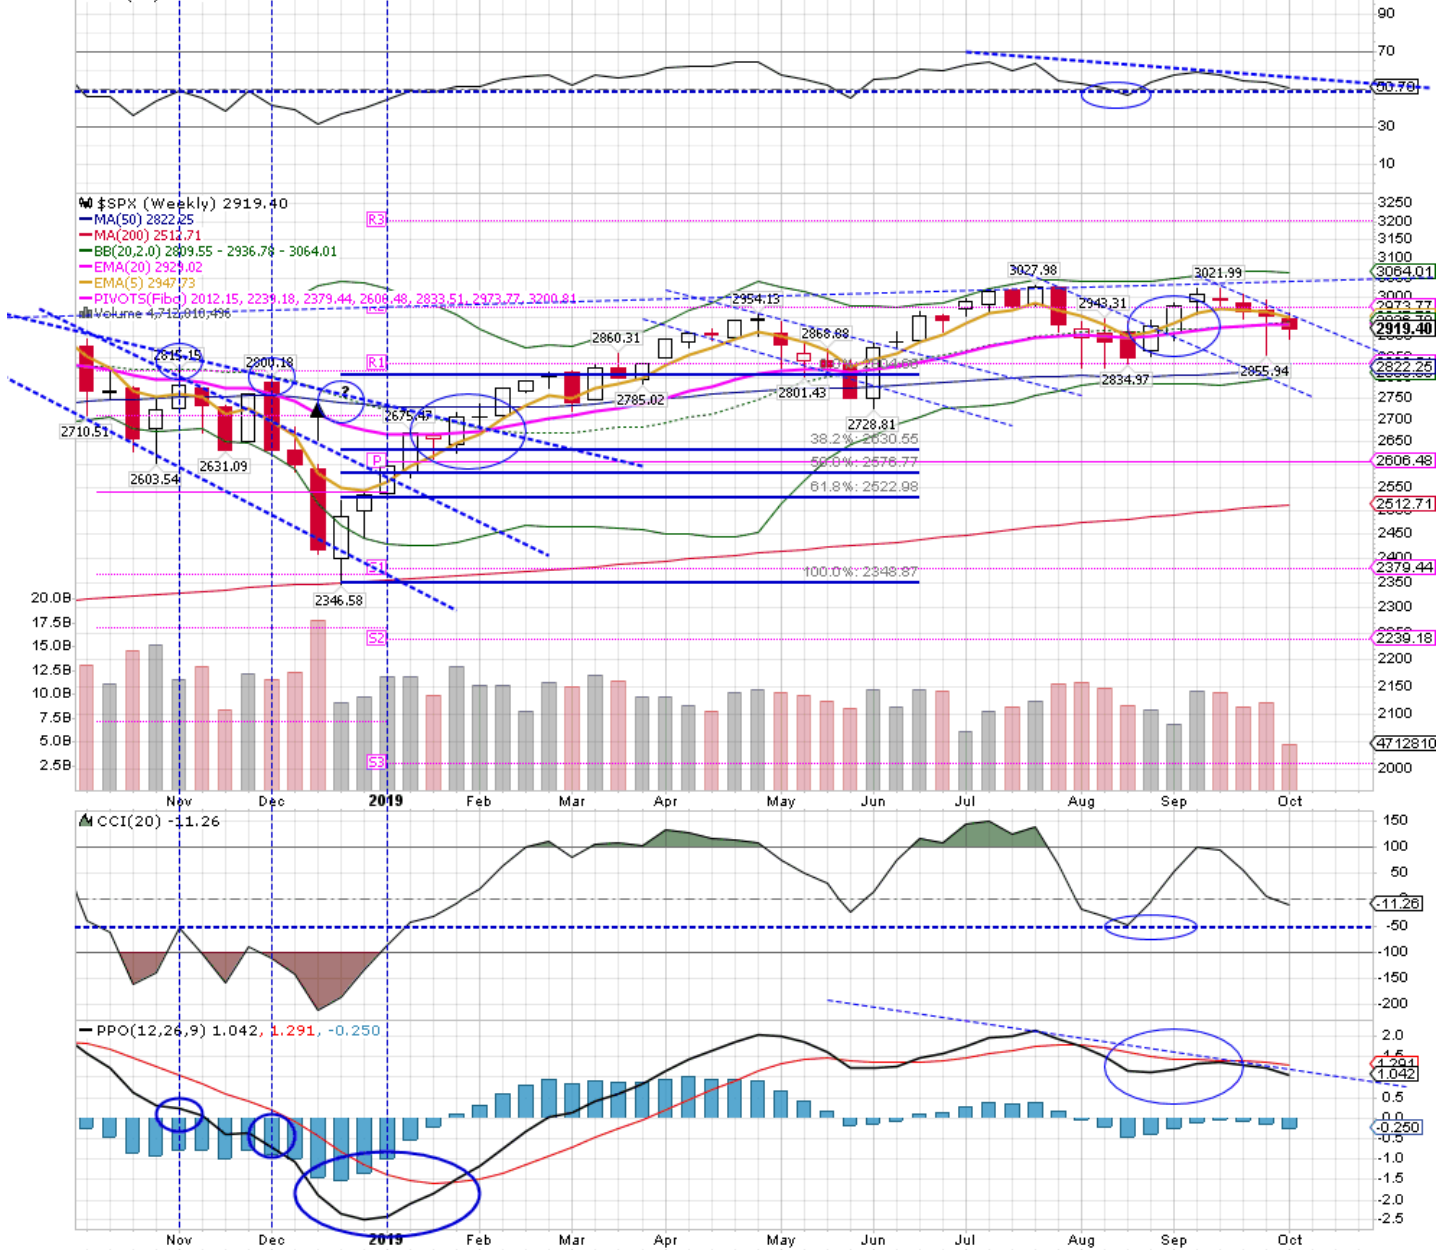 90
70
50.78
30
10
$SPX (Weekly) 2919.40
MA(50) 2822.25
MA(200) 2512.71
BB(20,2.0) 2809.55 - 2936.78 - 3064.01
EMA(20) 2929.02
EMA(5) 2947.73
PIVOTS(Fibo) 2012.15, 2239.18, 2379.44, 2606.48, 2833.51, 2973.77, 3200.81
Volume 4,712,810,496
R3
R1
P
S1
S2
S3
3250
3200
3150
3100
3064.01
3000
2973.77
2919.40
2822.25
2750
2700
2650
2606.48
2550
2512.71
2450
2400
2379.44
2350
2300
2239.18
2200
2150
2100
4712810
2000
3027.98
3021.99
2954.13
2943.31
2868.68
2860.31
2815.15
2800.18
?
2855.94
2834.97
2801.43
2785.02
2728.81
2675.47
2710.51
2631.09
2603.54
2346.58
38.2%: 2630.55
50.0%: 2576.77
61.8%: 2522.98
100.0%: 2348.87
20.0B
17.5B
15.0B
12.5B
10.0B
7.5B
5.0B
2.5B
Nov Dec 2019 Feb Mar Apr May Jun Jul Aug Sep Oct
CCI(20) -11.26
150
100
50
-11.26
-50
-100
-150
-200
PPO(12,26,9) 1.042, 1.291, -0.250
2.0
1.5
1.291
1.042
0.5
0.0
-0.250
-0.5
-1.0
-1.5
-2.0
-2.5
Nov Dec 2019 Feb Mar Apr May Jun Jul Aug Sep Oct